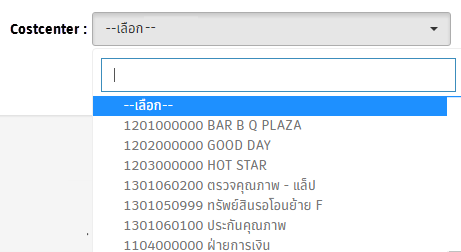 Costcenter : --เลือก--
--เลือก--
1201000000 BAR B Q PLAZA
1202000000 GOOD DAY
1203000000 HOT STAR
1301060200 ตรวจคุณภาพ - แล็ป
1301050999 ทรัพย์สินรอโอนย้าย F
1301060100 ประกันคุณภาพ
1104000000 ฝ่ายการเงิน